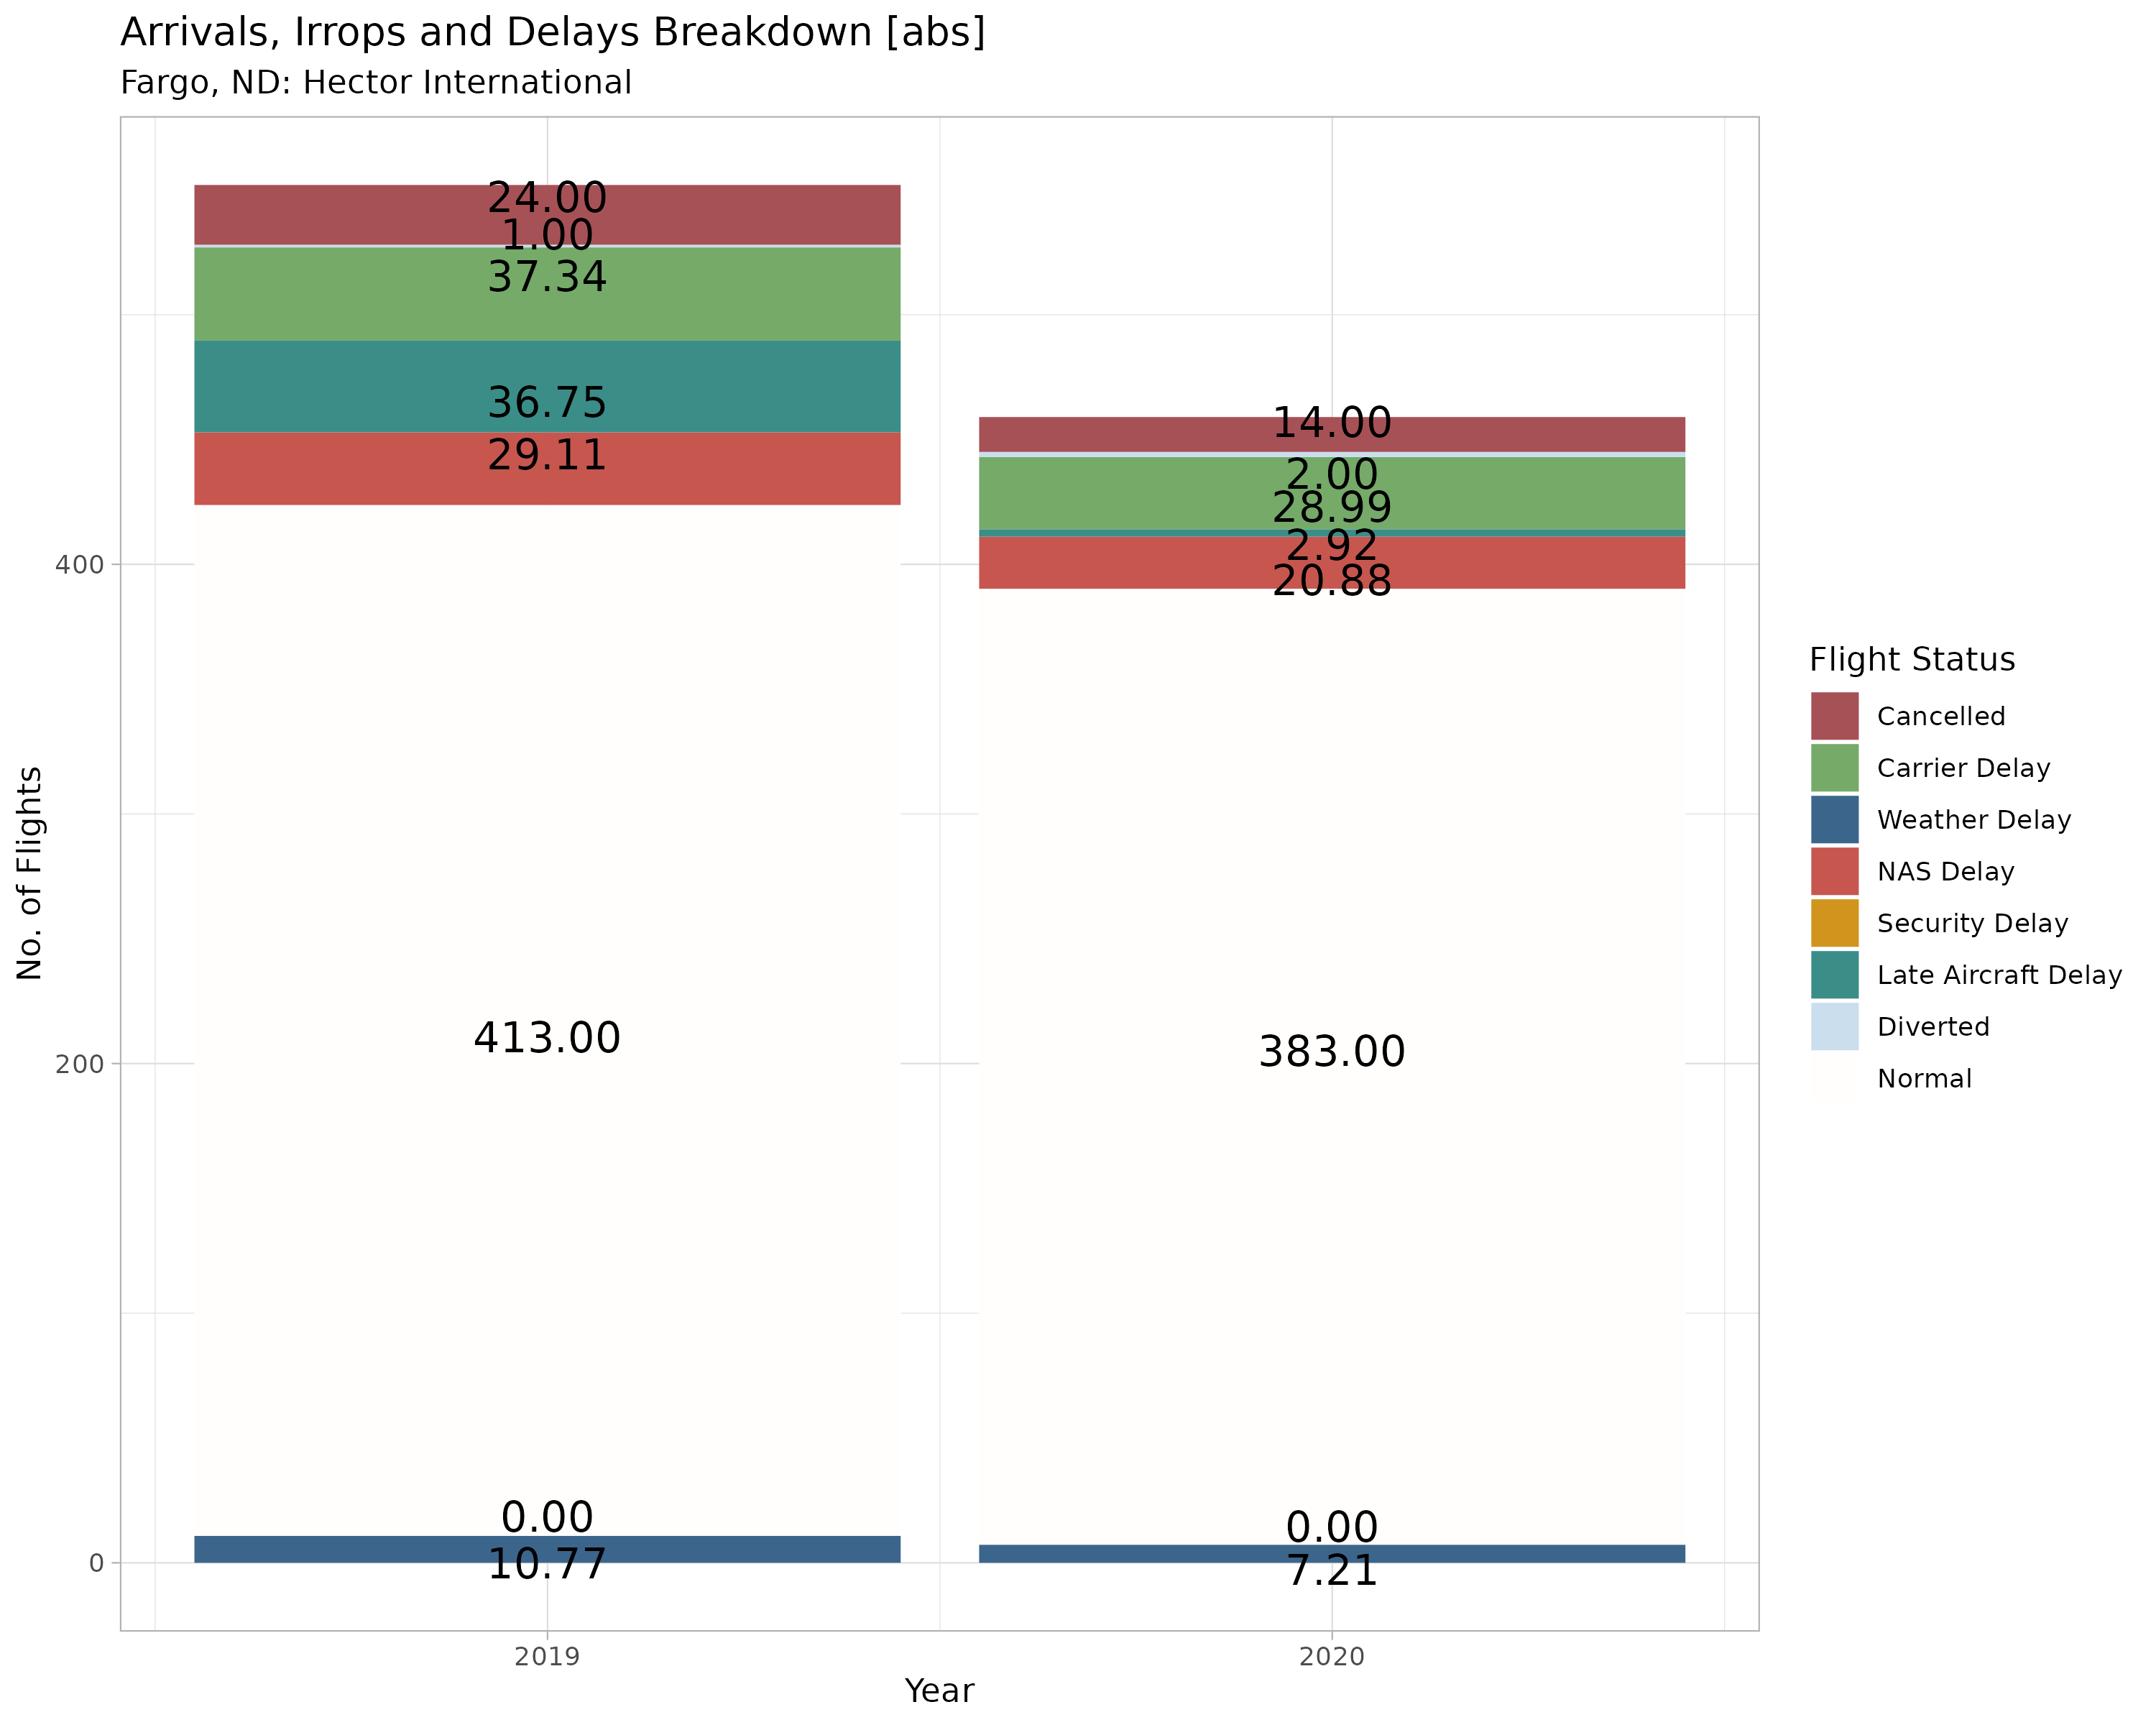 Arrivals, Irrops and Delays Breakdown [abs]
Fargo, ND: Hector International
No. of Flights
400
200
0
24.00
1.00
37.34
36.75
29.11
413.00
0.00
10.77
14.00
2.00
28.99
2.92
20.88
383.00
0.00
7.21
2019
2020
Year
Flight Status
Cancelled
Carrier Delay
Weather Delay
NAS Delay
Security Delay
Late Aircraft Delay
Diverted
Normal